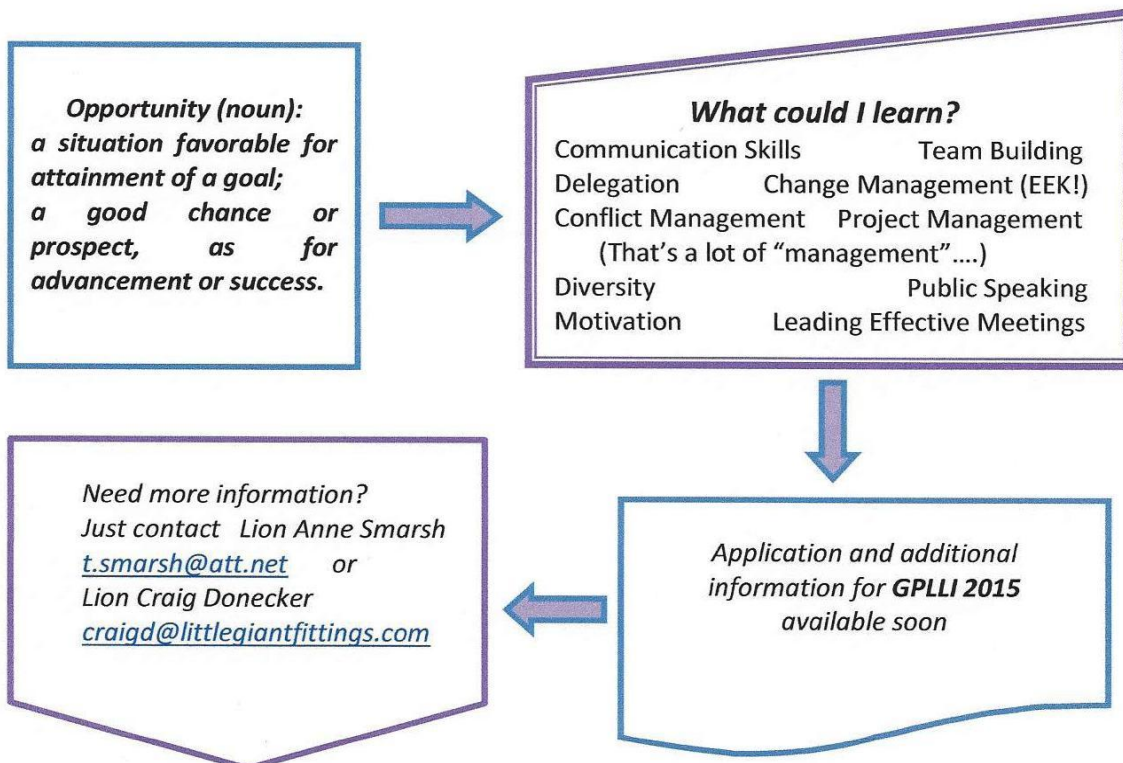 Opportunity (noun):
a situation favorable for
attainment of a goal;
a good chance or
prospect, as for
advancement or success.
What could I learn?
Communication Skills Team Building
Delegation Change Management (EEK!)
Conflict Management Project Management
(That's a lot of “management”....)
Diversity Public Speaking
Motivation Leading Effective Meetings
Application and additional
information for GPLLI 2015
available soon
Need more information?
Just contact Lion Anne Smarsh
t.smarsh@att.net or
Lion Craig Donecker
craigd@littlegiantfittings.com